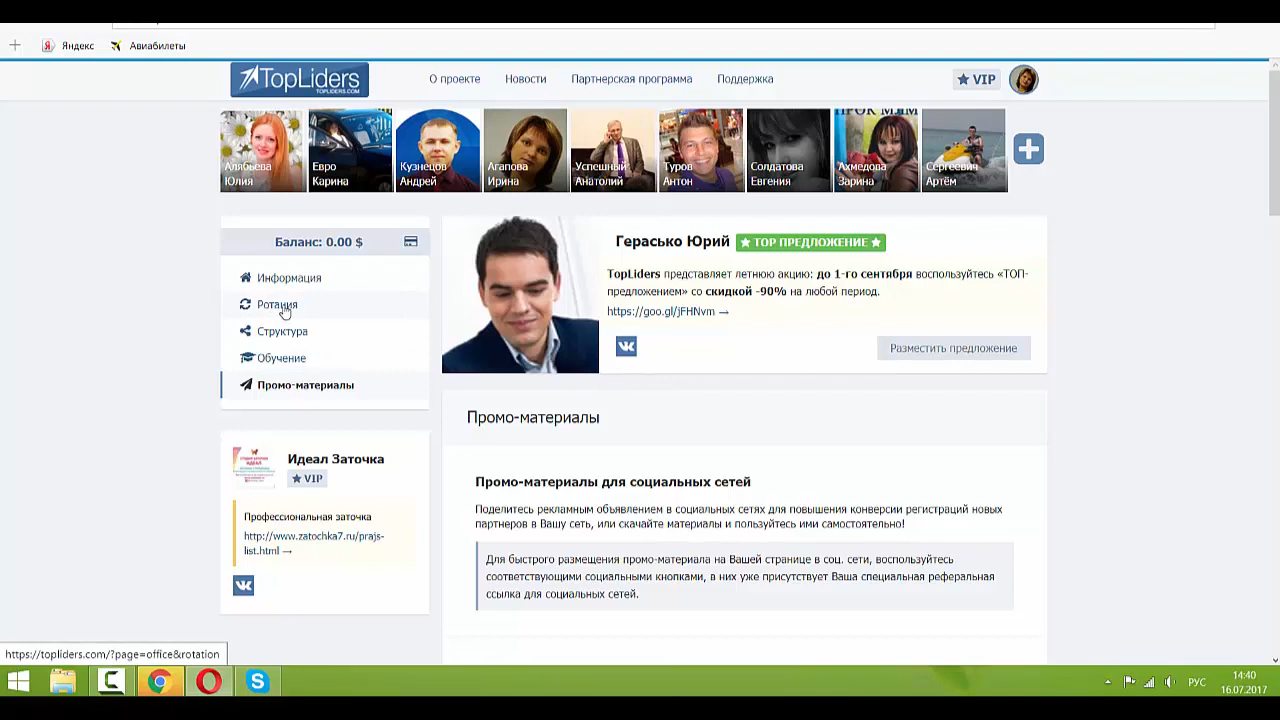 Яндекс
Авиабилеты
TopLiders
TOPLIDERS.COM
О проекте
Новости
Партнерская программа
Поддержка
VIP
Алябьева
Юлия
Евро
Карина
Кузнецов
Андрей
Агапова
Ирина
Успешный
Анатолий
Туров
Антон
Солдатова
Евгения
Ахмедова
Зарина
Сергеевич
Артём
Баланс: 0.00 $
Информация
Ротация
Структура
Обучение
Промо-материалы
Герасько Юрий
TOP ПРЕДЛОЖЕНИЕ
TopLiders представляет летнюю акцию: до 1-го сентября воспользуйтесь «ТОП-
предложением» со скидкой -90% на любой период.
https://goo.gl/jFHNvm →
Разместить предложение
Идеал Заточка
VIP
Профессиональная заточка
http://www.zatochka7.ru/prajs-
list.html →
Промо-материалы
Промо-материалы для социальных сетей
Поделитесь рекламным объявлением в социальных сетях для повышения конверсии регистраций новых
партнеров в Вашу сеть, или скачайте материалы и пользуйтесь ими самостоятельно!
Для быстрого размещения промо-материала на Вашей странице в соц. сети, воспользуйтесь
соответствующими социальными кнопками, в них уже присутствует Ваша специальная реферальная
ссылка для социальных сетей.
https://topliders.com/?page=office&rotation
РУС
14:40
16.07.2017